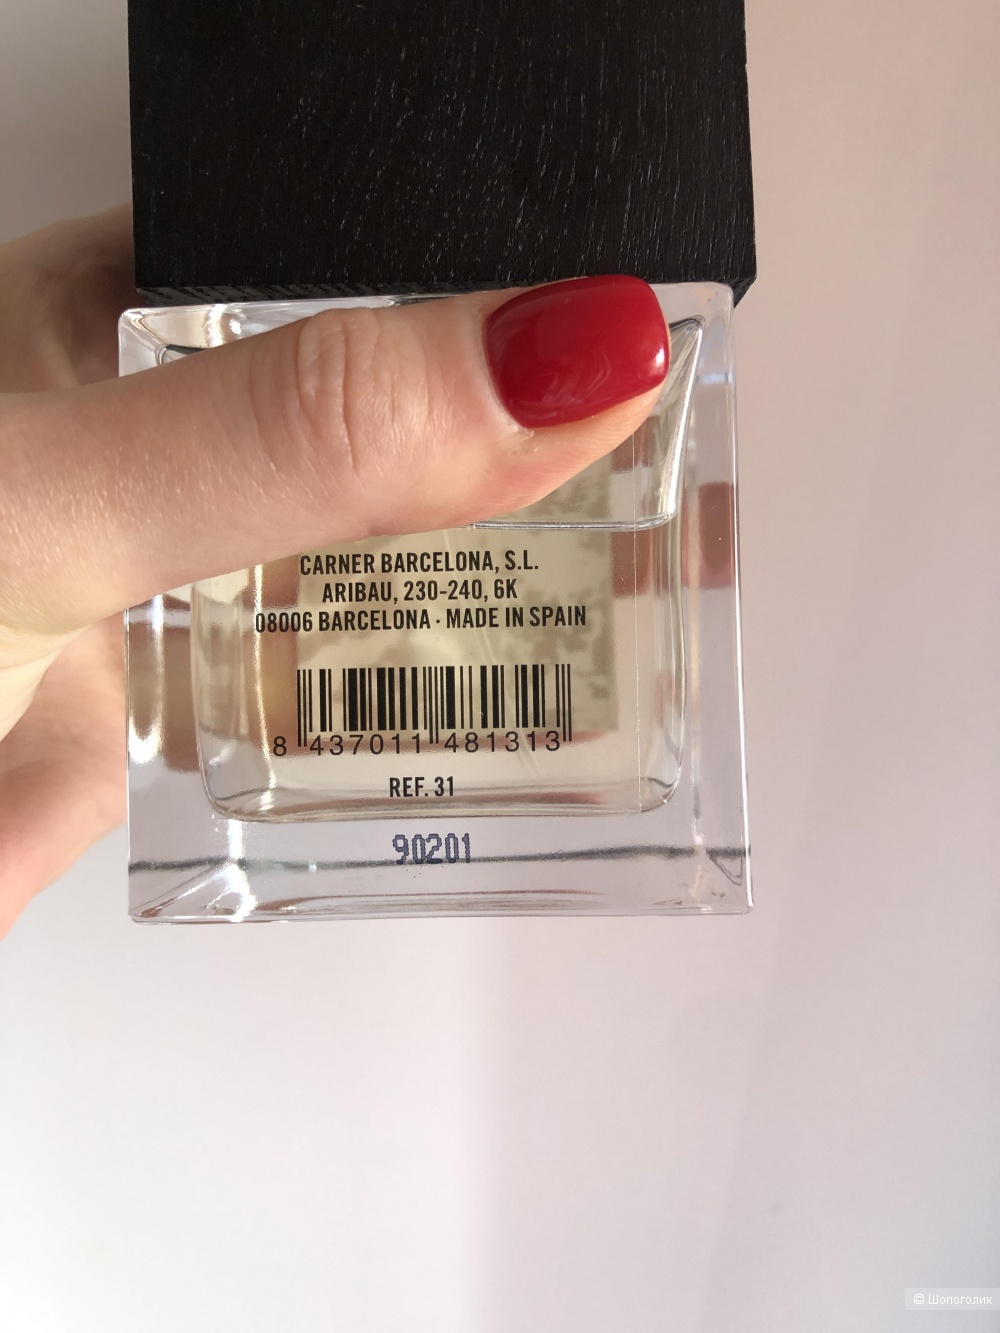 CARNER BARCELONA, S.L.
ARIBAU, 230-240, 6K
08006 BARCELONA · MADE IN SPAIN
8 437011 481313
REF. 31
90201
© Шопоголик